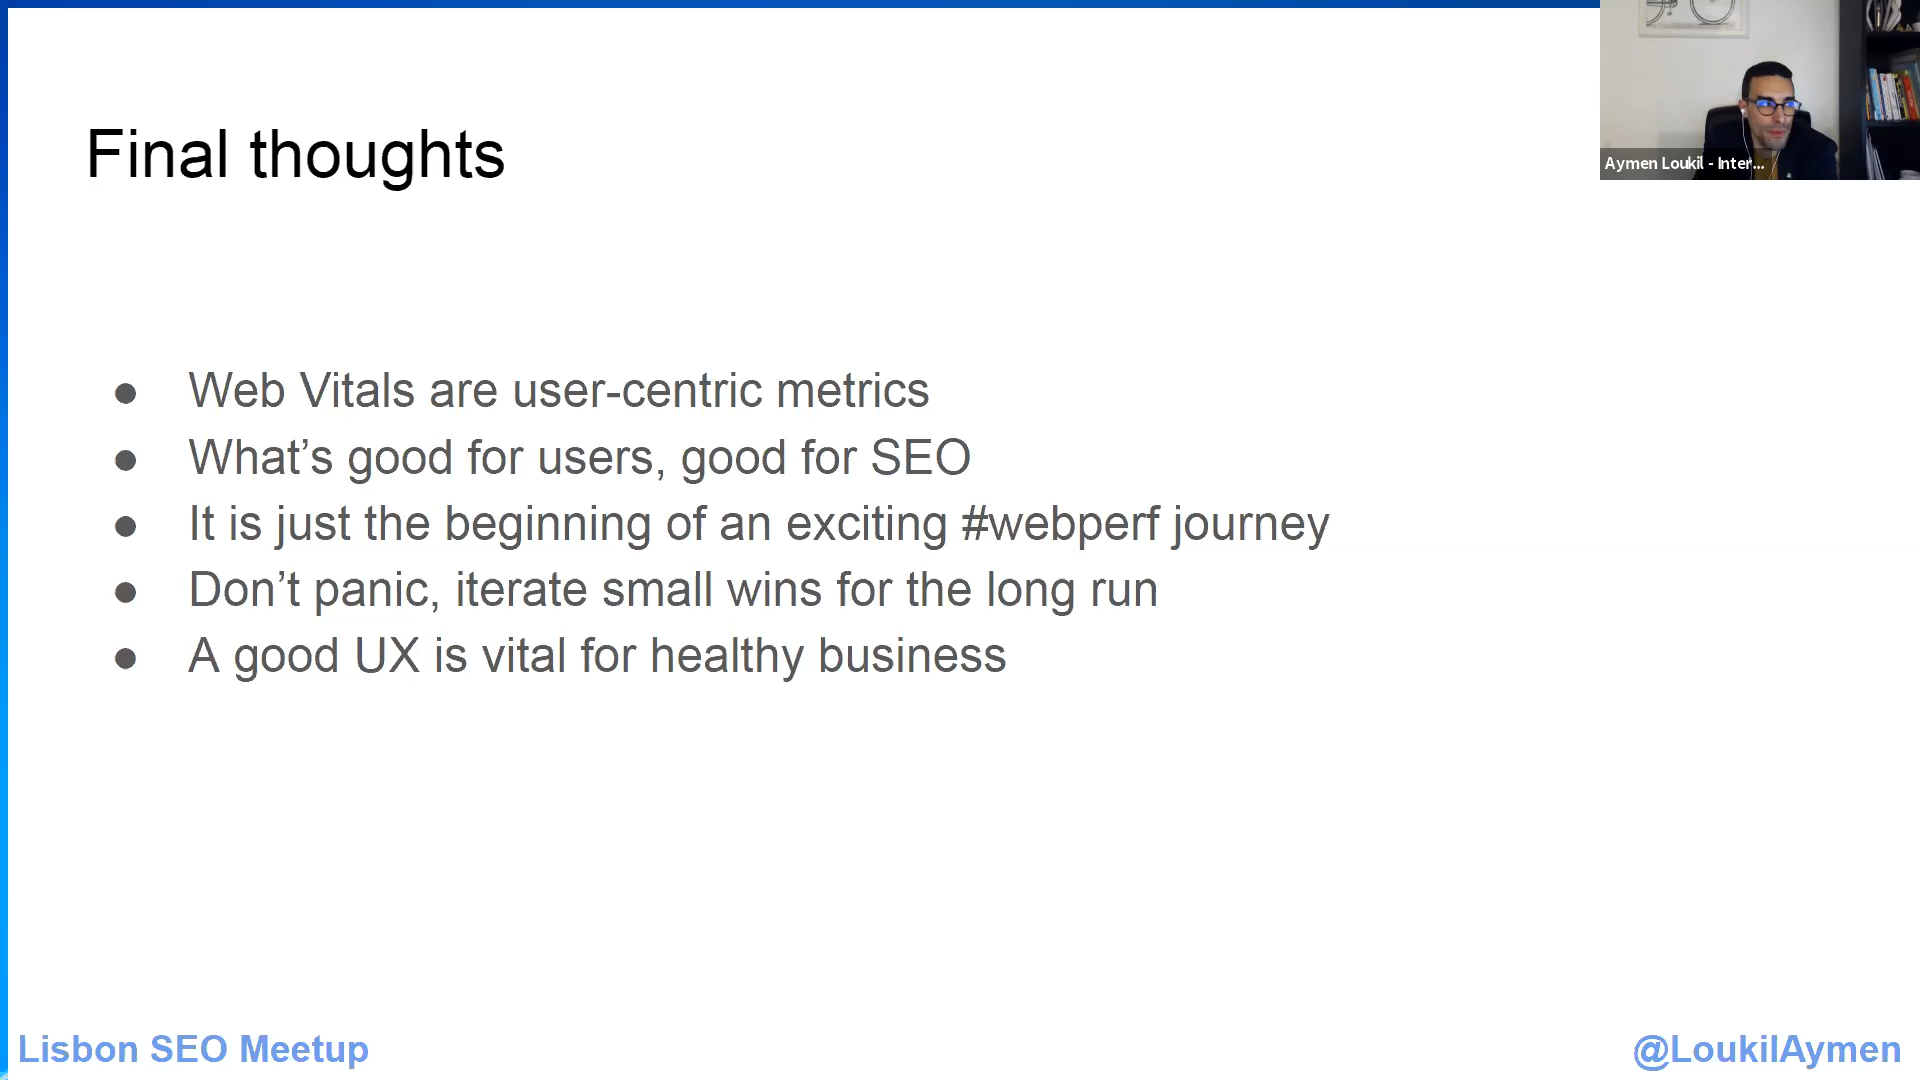 Final thoughts
Aymen Loukil - Inter...
● Web Vitals are user-centric metrics
● What’s good for users, good for SEO
● It is just the beginning of an exciting #webperf journey
● Don’t panic, iterate small wins for the long run
● A good UX is vital for healthy business
Lisbon SEO Meetup
@LoukilAymen